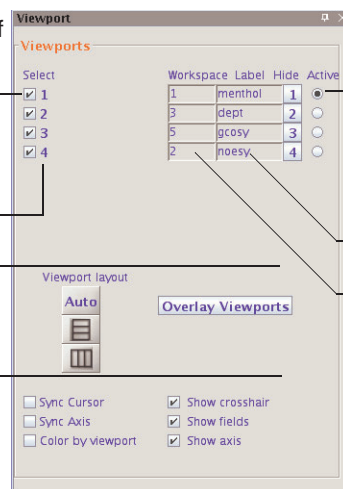 f
Viewport
Viewports
Select Workspace Label Hide Active
1 1 menthol 1
2 3 dept 2
3 5 gcosy 3
4 2 noesy 4
Viewport layout
Auto
Overlay Viewports
Sync Cursor Show crosshair
Sync Axis Show fields
Color by viewport Show axis